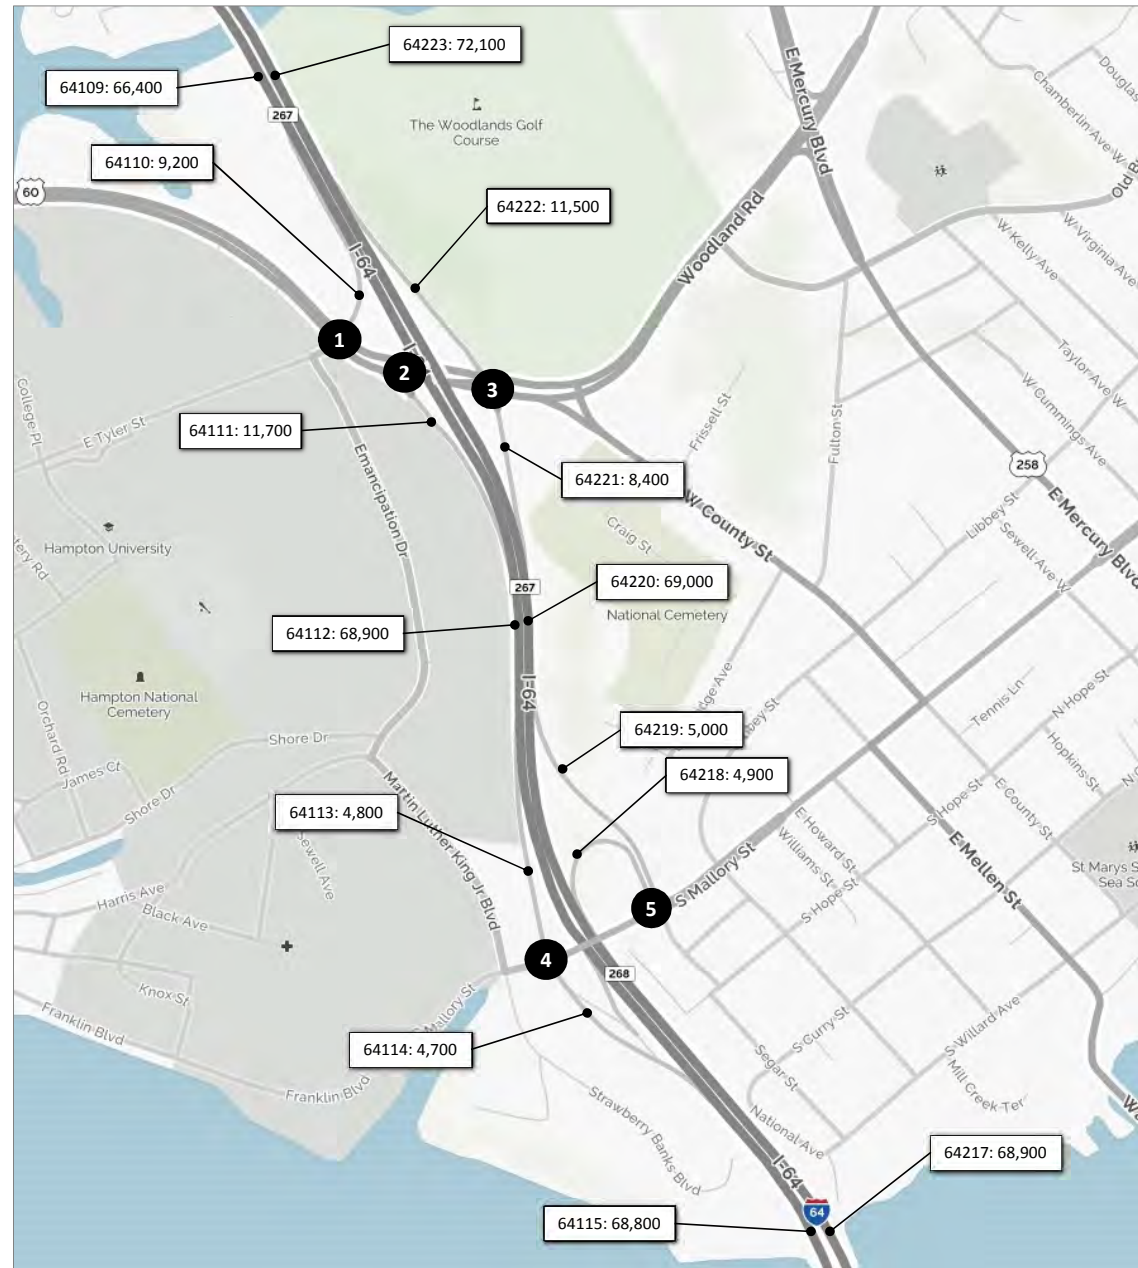 64223: 72,100
64109: 66,400
E Mercury Blvd
Douglas
Chamberlin Ave W
267
The Woodlands Golf
Course
64110: 9,200
60
Old
64222: 11,500
W Virginia Ave
W Kelly Ave
I-64
Woodland Rd
1
2
3
Taylor Ave W
College Pl
E Tyler St
64111: 11,700
Frissell St
Fulton St
W Cummings Ave
Emancipation Dr
64221: 8,400
258
W County St
E Mercury Blvd
Libbey St
Sewell Ave W
Craig St
Hampton University
64220: 69,000
267
National Cemetery
64112: 68,900
I-64
Hampton National
Cemetery
Tennis Ln
N Hope St
Orchard Rd
Shore Dr
64219: 5,000
Hopkins St
James Ct
Shore Dr
64218: 4,900
Martin Luther King Jr Blvd
64113: 4,800
S Hope St
E County St
E Howard St
Williams St
E Mellen St
St Marys S
Sea Sc
Sewell Ave
Harris Ave
S Mallory St
S Hope St
5
Black Ave
4
268
Knox St
Franklin Blvd
Mallory St
64114: 4,700
S Curry St
S Willard Ave
Segar St
S Mill Creek Ter
Franklin Blvd
Strawberry Banks Blvd
National Ave
I-64
64217: 68,900
64
64115: 68,800